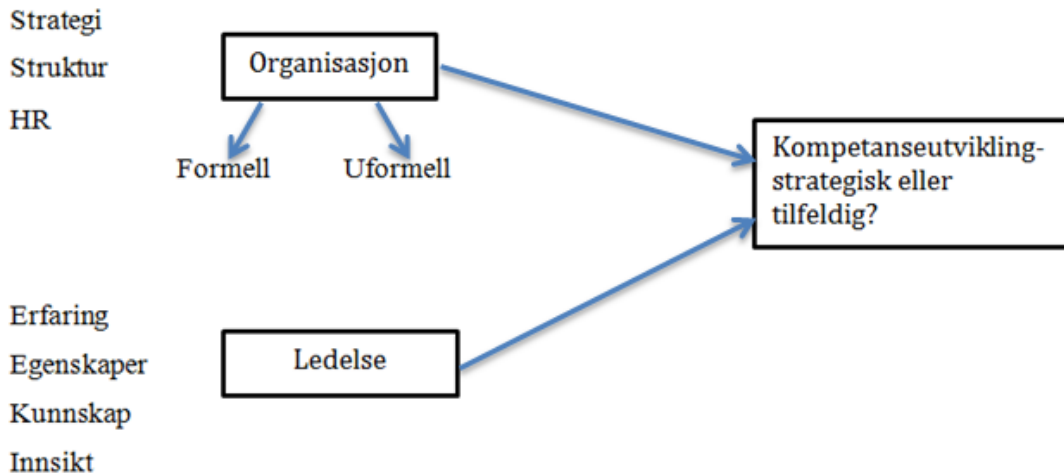 Strategi
Struktur
HR
Organisasjon
Formell
Uformell
Kompetanseutvikling-
strategisk eller
tilfeldig?
Erfaring
Egenskaper
Kunnskap
Innsikt
Ledelse